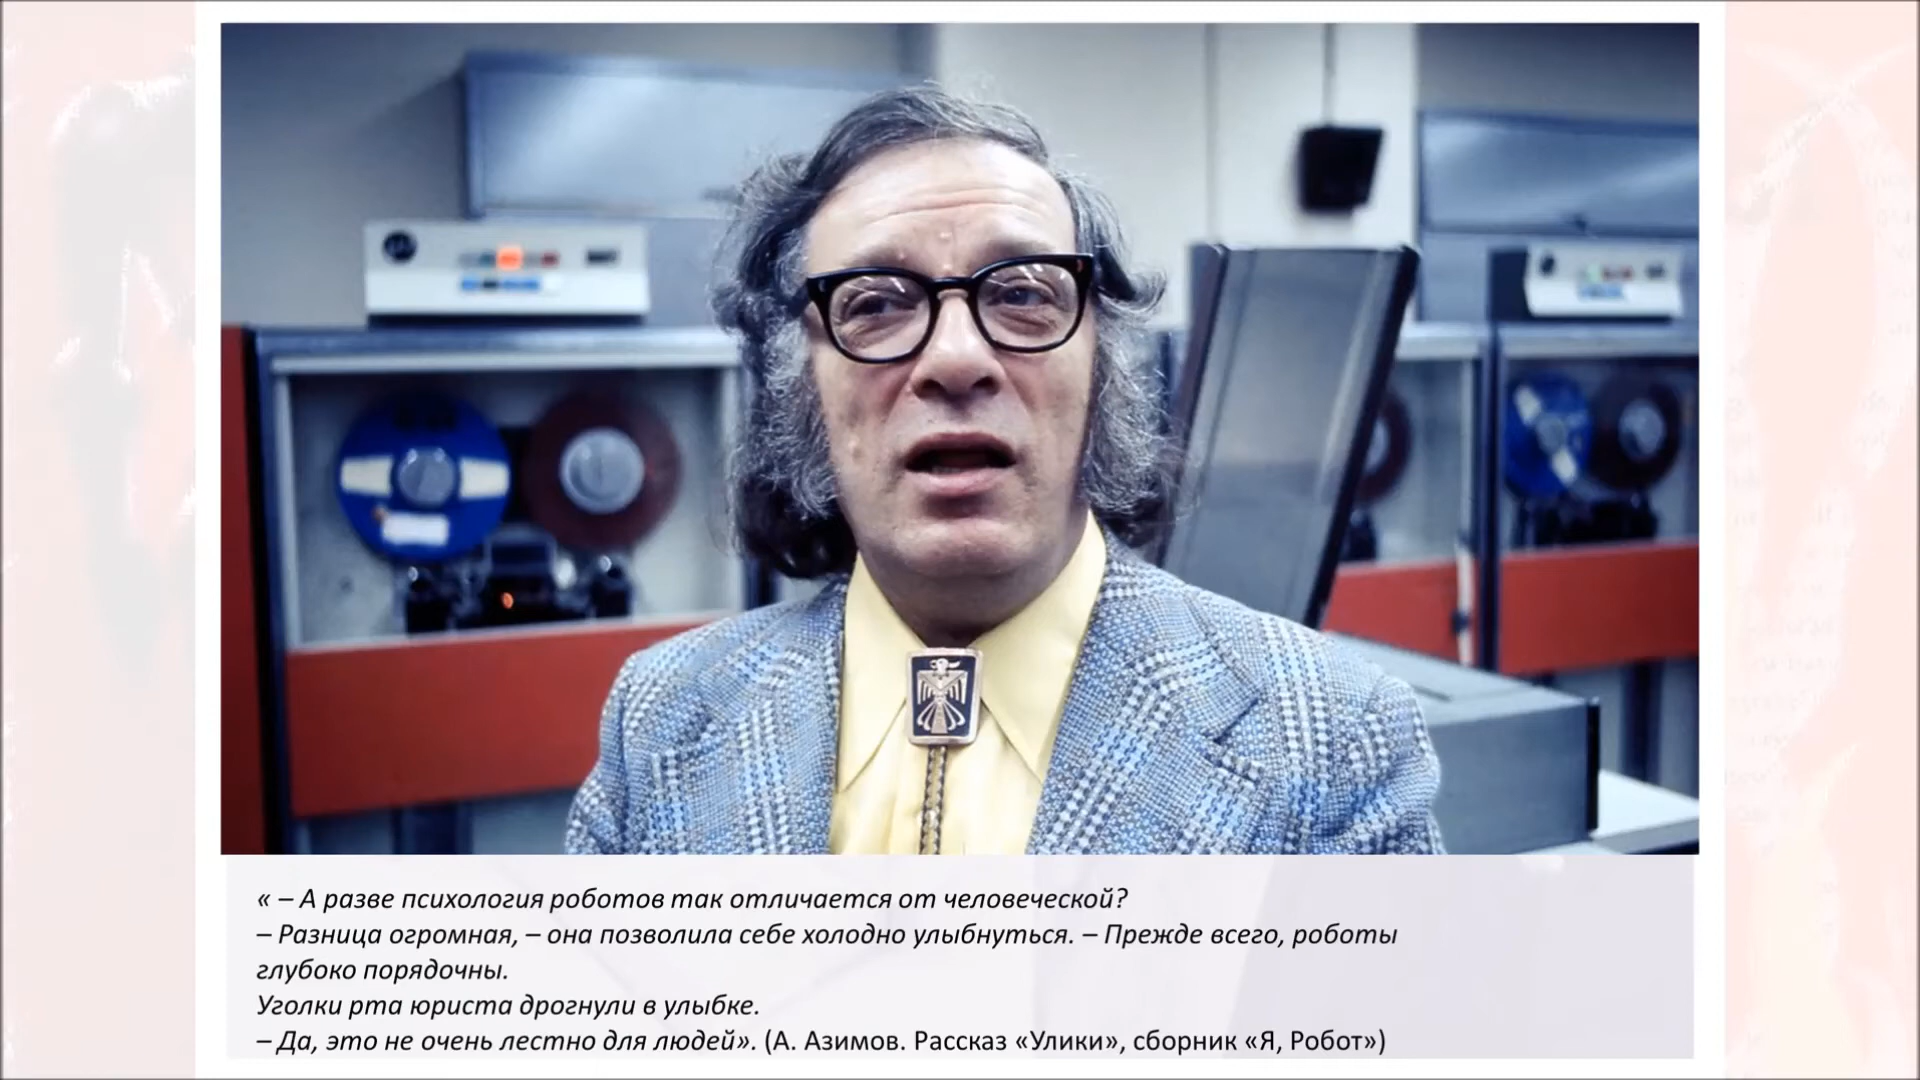 « – А разве психология роботов так отличается от человеческой?
– Разница огромная, – она позволила себе холодно улыбнуться. – Прежде всего, роботы
глубоко порядочны.
Уголки рта юриста дрогнули в улыбке.
– Да, это не очень лестно для людей». (А. Азимов. Рассказ «Улики», сборник «Я, Робот»)